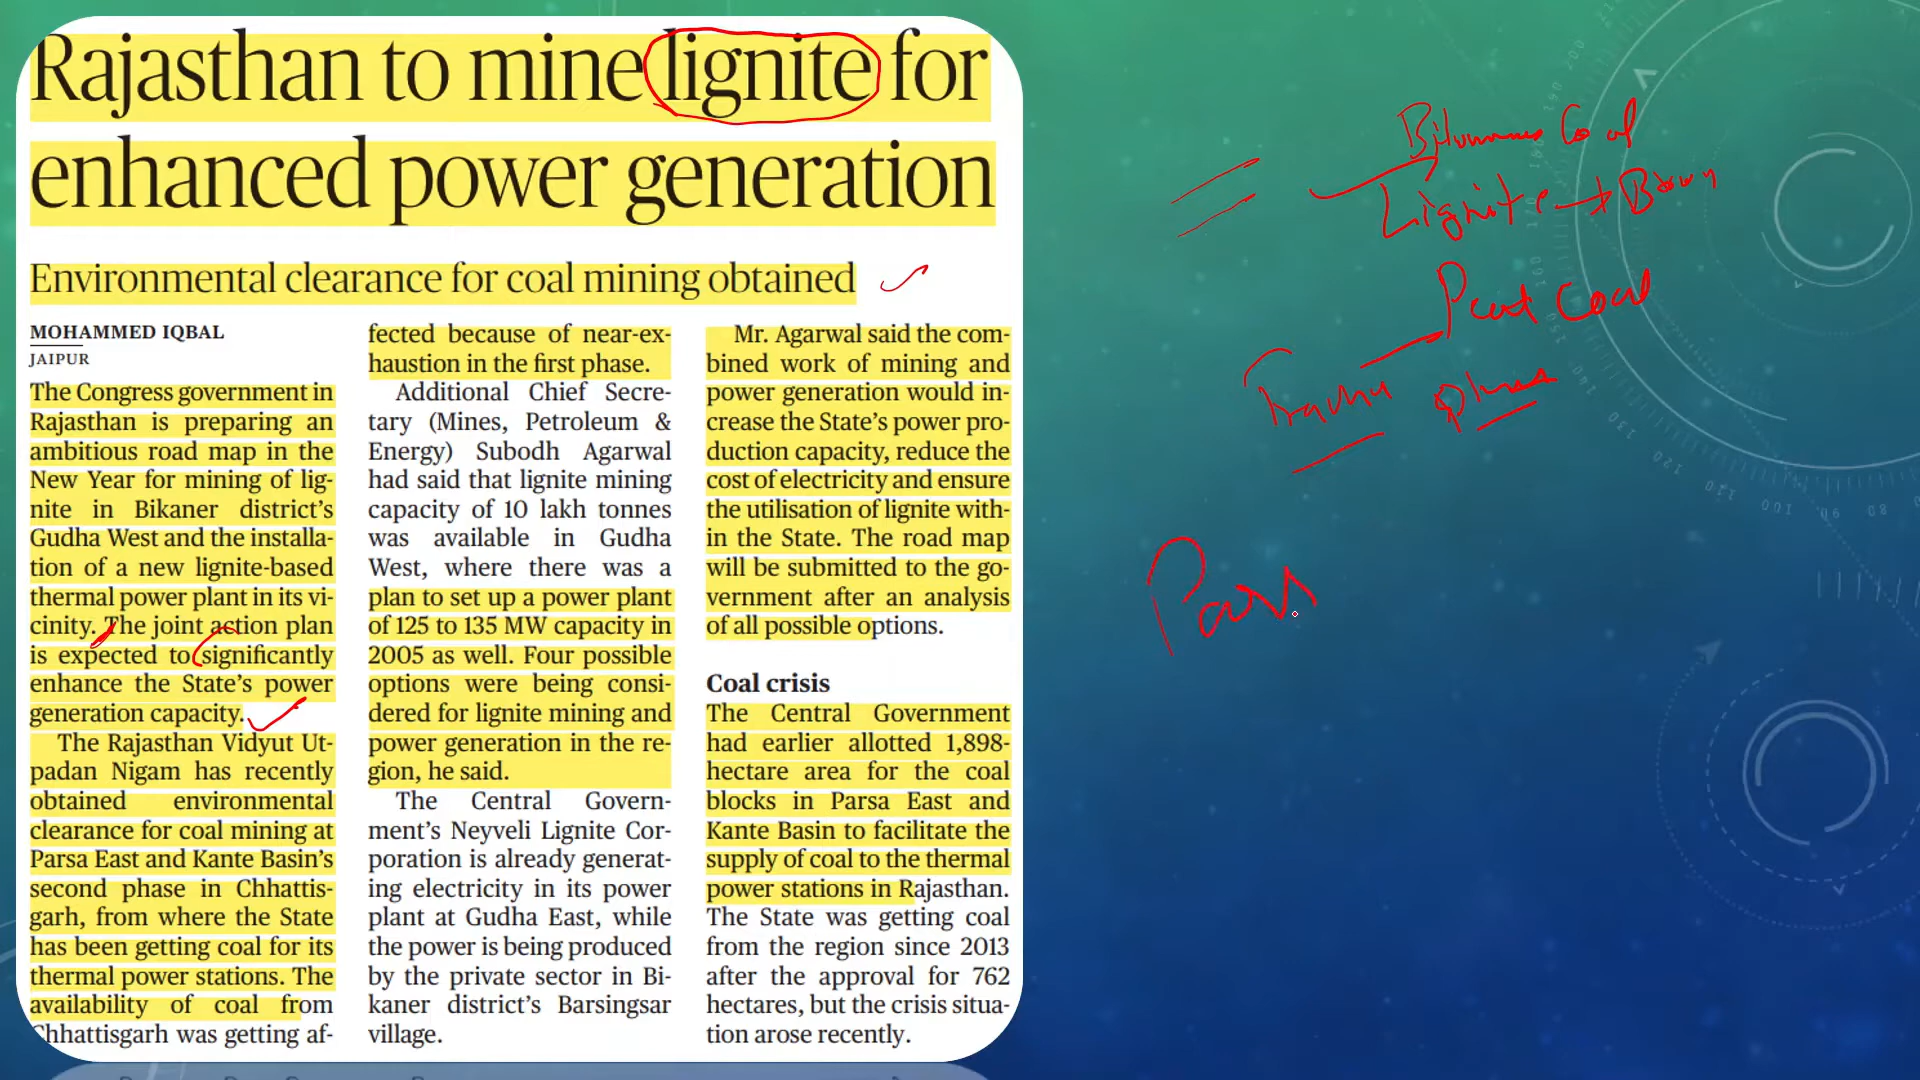 Rajasthan to mine lignite for
enhanced power generation
Environmental clearance for coal mining obtained
MOHAMMED IQBAL
JAIPUR
The Congress government in
Rajasthan is preparing an
ambitious road map in the
New Year for mining of lig-
nite in Bikaner district's
Gudha West and the installa-
tion of a new lignite-based
thermal power plant in its vi-
cinity. The joint action plan
is expected to significantly
enhance the State's power
generation capacity.
The Rajasthan Vidyut Ut-
padan Nigam has recently
obtained environmental
clearance for coal mining at
Parsa East and Kante Basin's
second phase in Chhattis-
garh, from where the State
has been getting coal for its
thermal power stations. The
availability of coal from
Chhattisgarh was getting af-
fected because of near-ex-
haustion in the first phase.
Additional Chief Secre-
tary (Mines, Petroleum &
Energy) Subodh Agarwal
had said that lignite mining
capacity of 10 lakh tonnes
was available in Gudha
West, where there was a
plan to set up a power plant
of 125 to 135 MW capacity in
2005 as well. Four possible
options were being consi-
dered for lignite mining and
power generation in the re-
gion, he said.
The Central Govern-
ment's Neyveli Lignite Cor-
poration is already generat-
ing electricity in its power
plant at Gudha East, while
the power is being produced
by the private sector in Bi-
kaner district's Barsingsar
village.
Mr. Agarwal said the com-
bined work of mining and
power generation would in-
crease the State's power pro-
duction capacity, reduce the
cost of electricity and ensure
the utilisation of lignite with-
in the State. The road map
will be submitted to the go-
vernment after an analysis
of all possible options.
Coal crisis
The Central Government
had earlier allotted 1,898-
hectare area for the coal
blocks in Parsa East and
Kante Basin to facilitate the
supply of coal to the thermal
power stations in Rajasthan.
The State was getting coal
from the region since 2013
after the approval for 762
hectares, but the crisis situa-
tion arose recently.
Coal
Lignite → Brown
Peat Coal
Pars